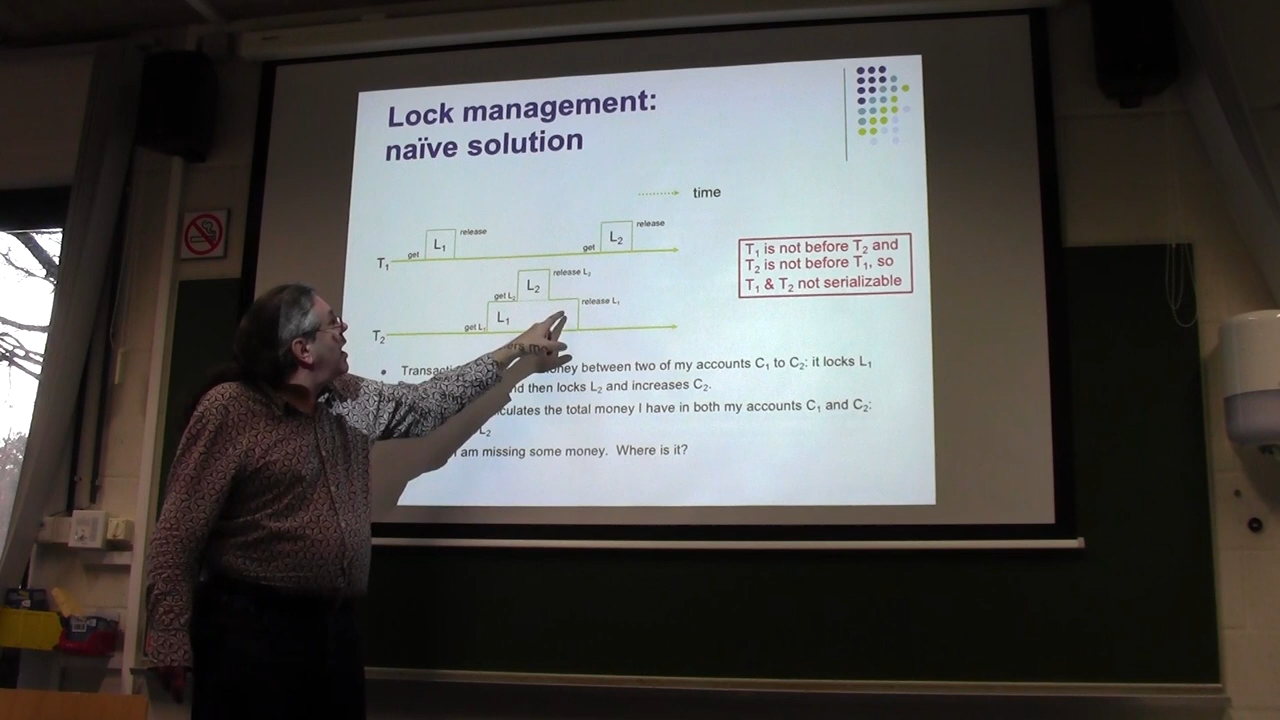 Lock management:
naïve solution
time
release
L1
get
T1
release
L2
get
T1 is not before T2 and
T2 is not before T1, so
T1 & T2 not serializable
release L2
L2
get L2
release L1
L1
get L1
T2
between two of my accounts C1 to C2: it locks L1
then locks L2 and increases C2.
the total money I have in both my accounts C1 and C2:
L2
am missing some money. Where is it?